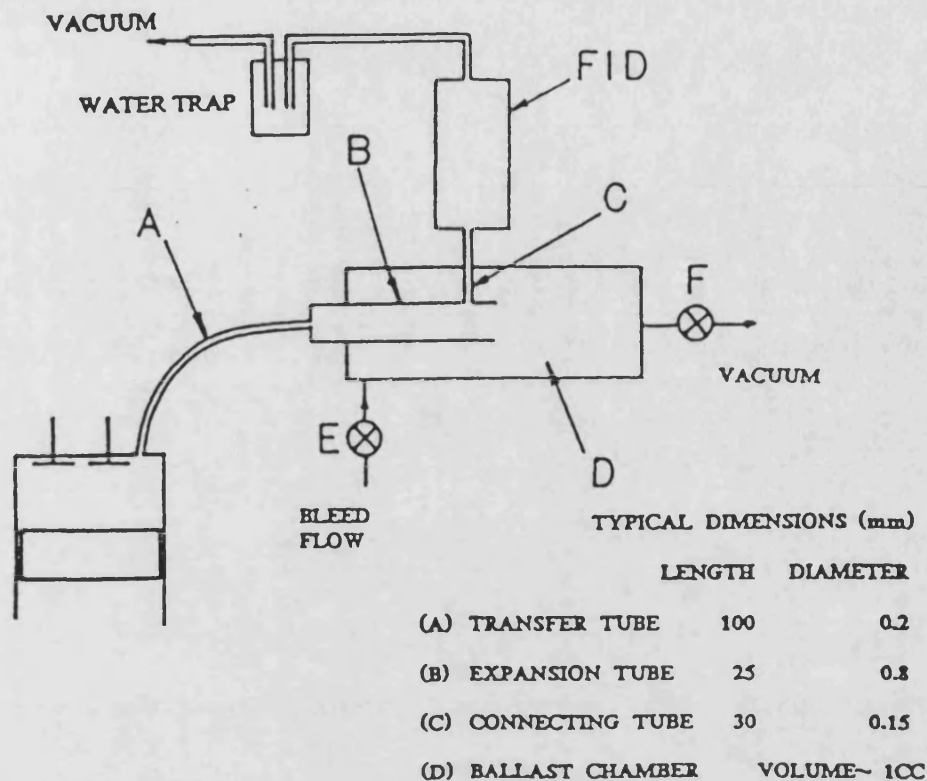 VACUUM
FID
WATER TRAP
B
C
A
F
VACUUM
E
D
BLEED
FLOW
TYPICAL DIMENSIONS (mm)
LENGTH DIAMETER
(A) TRANSFER TUBE 100 0.2
(B) EXPANSION TUBE 25 0.8
(C) CONNECTING TUBE 30 0.15
(D) BALLAST CHAMBER VOLUME~ 1CC